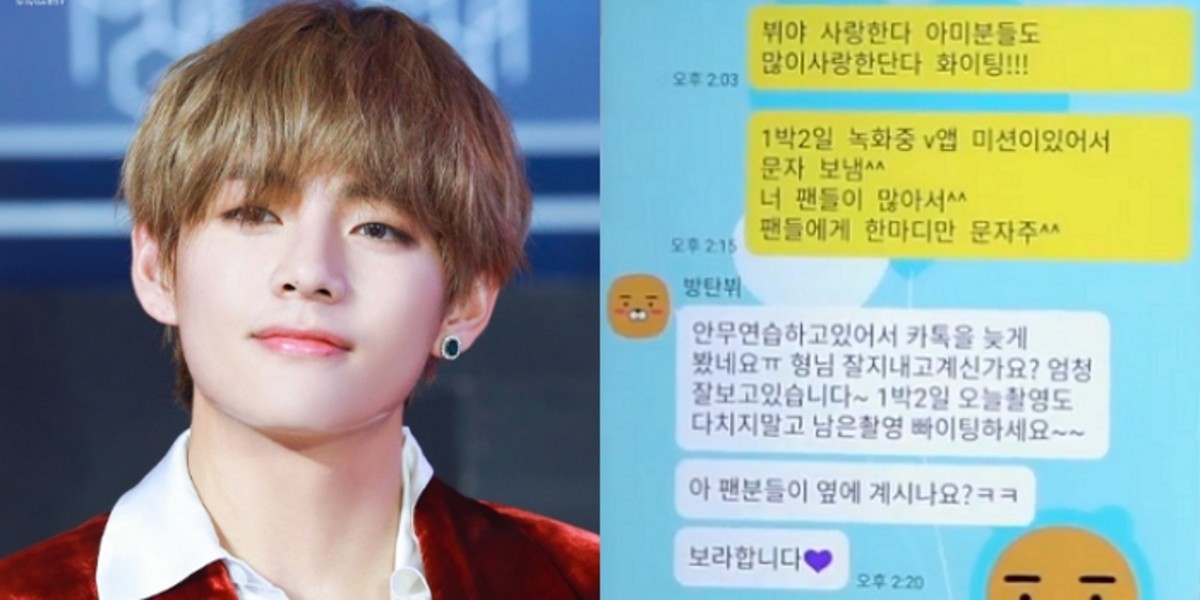 뷔야 사랑한다 아미분들도
많이사랑한단다 화이팅!!!
오후 2:03
1박2일 녹화중 v앱 미션이있어서
문자 보냄^^
너 팬들이 많아서^^
팬들에게 한마디만 문자주^^
오후 2:15
방탄뷔
안무연습하고있어서 카톡을 늦게
봤네요ㅠ 형님 잘지내고계신가요? 엄청
잘보고있습니다~ 1박2일 오늘촬영도
다치지말고 남은촬영 빠이팅하세요~~
아 팬분들이 옆에 계시나요?ㅋㅋ
보라합니다💜
오후 2:20